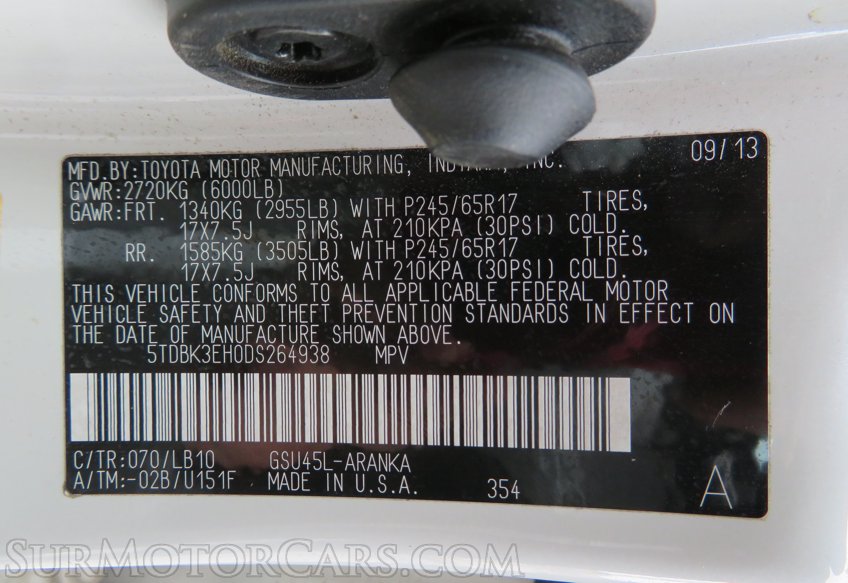 MFD.BY:TOYOTA MOTOR MANUFACTURING, INC.
09/13
GVWR:2720KG (6000LB)
GAWR:FRT. 1340KG (2955LB) WITH P245/65R17 TIRES,
17X7.5J RIMS, AT 210KPA (30PSI) COLD.
RR. 1585KG (3505LB) WITH P245/65R17 TIRES,
17X7.5J RIMS, AT 210KPA (30PSI) COLD.
THIS VEHICLE CONFORMS TO ALL APPLICABLE FEDERAL MOTOR
VEHICLE SAFETY AND THEFT PREVENTION STANDARDS IN EFFECT ON
THE DATE OF MANUFACTURE SHOWN ABOVE.
5TDBK3EH0DS264938 MPV
C/TR:070/LB10 GSU45L-ARANKA
A/TM:-02B/U151F MADE IN U.S.A. 354 A
SURMOTORCARS.COM